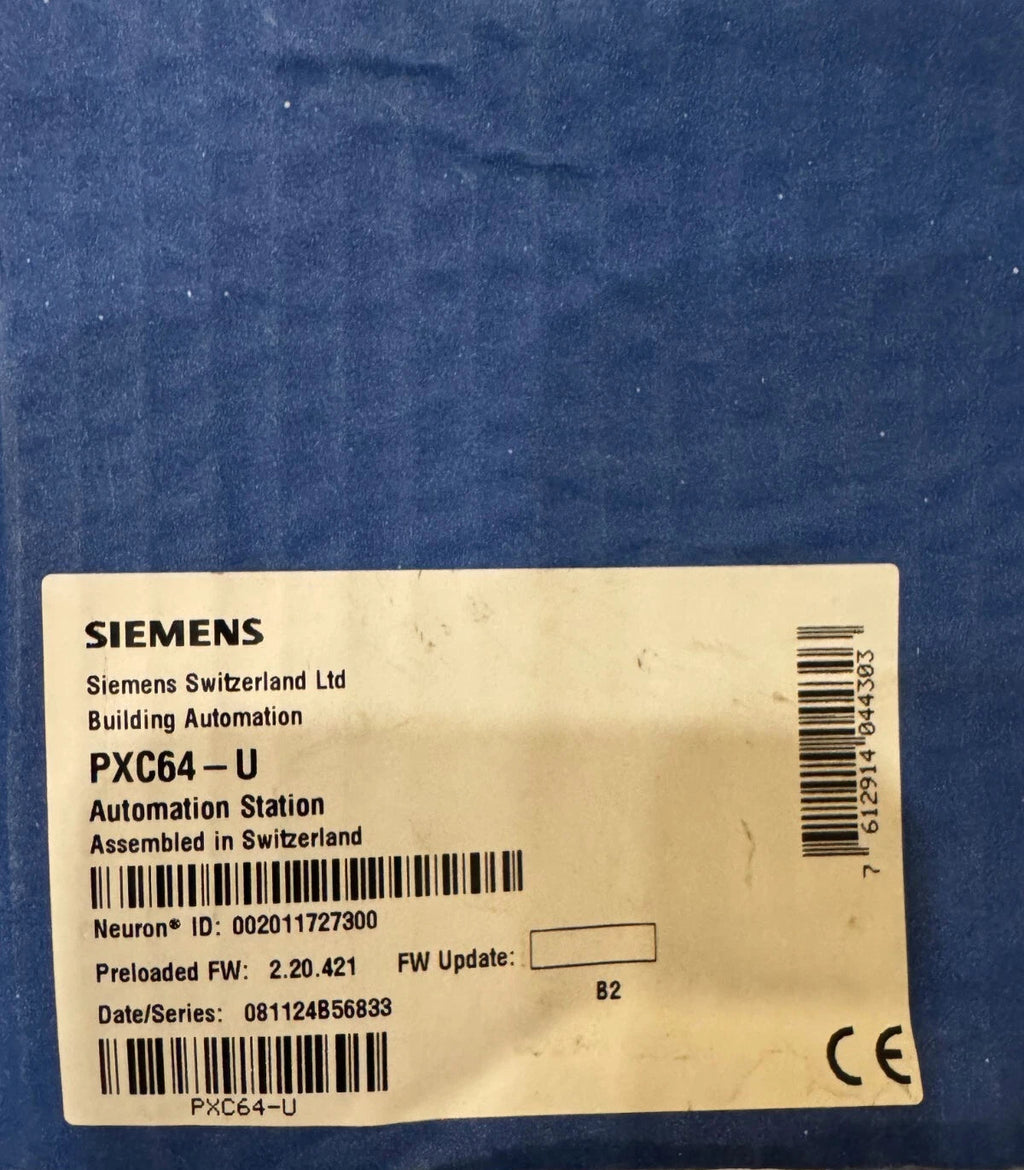 SIEMENS
Siemens Switzerland Ltd
Building Automation
PXC64-U
Automation Station
Assembled in Switzerland
Neuron® ID: 002011727300
Preloaded FW: 2.20.421 FW Update:
B2
Date/Series: 081124B56833
PXC64-U
CE
7 612914 044303